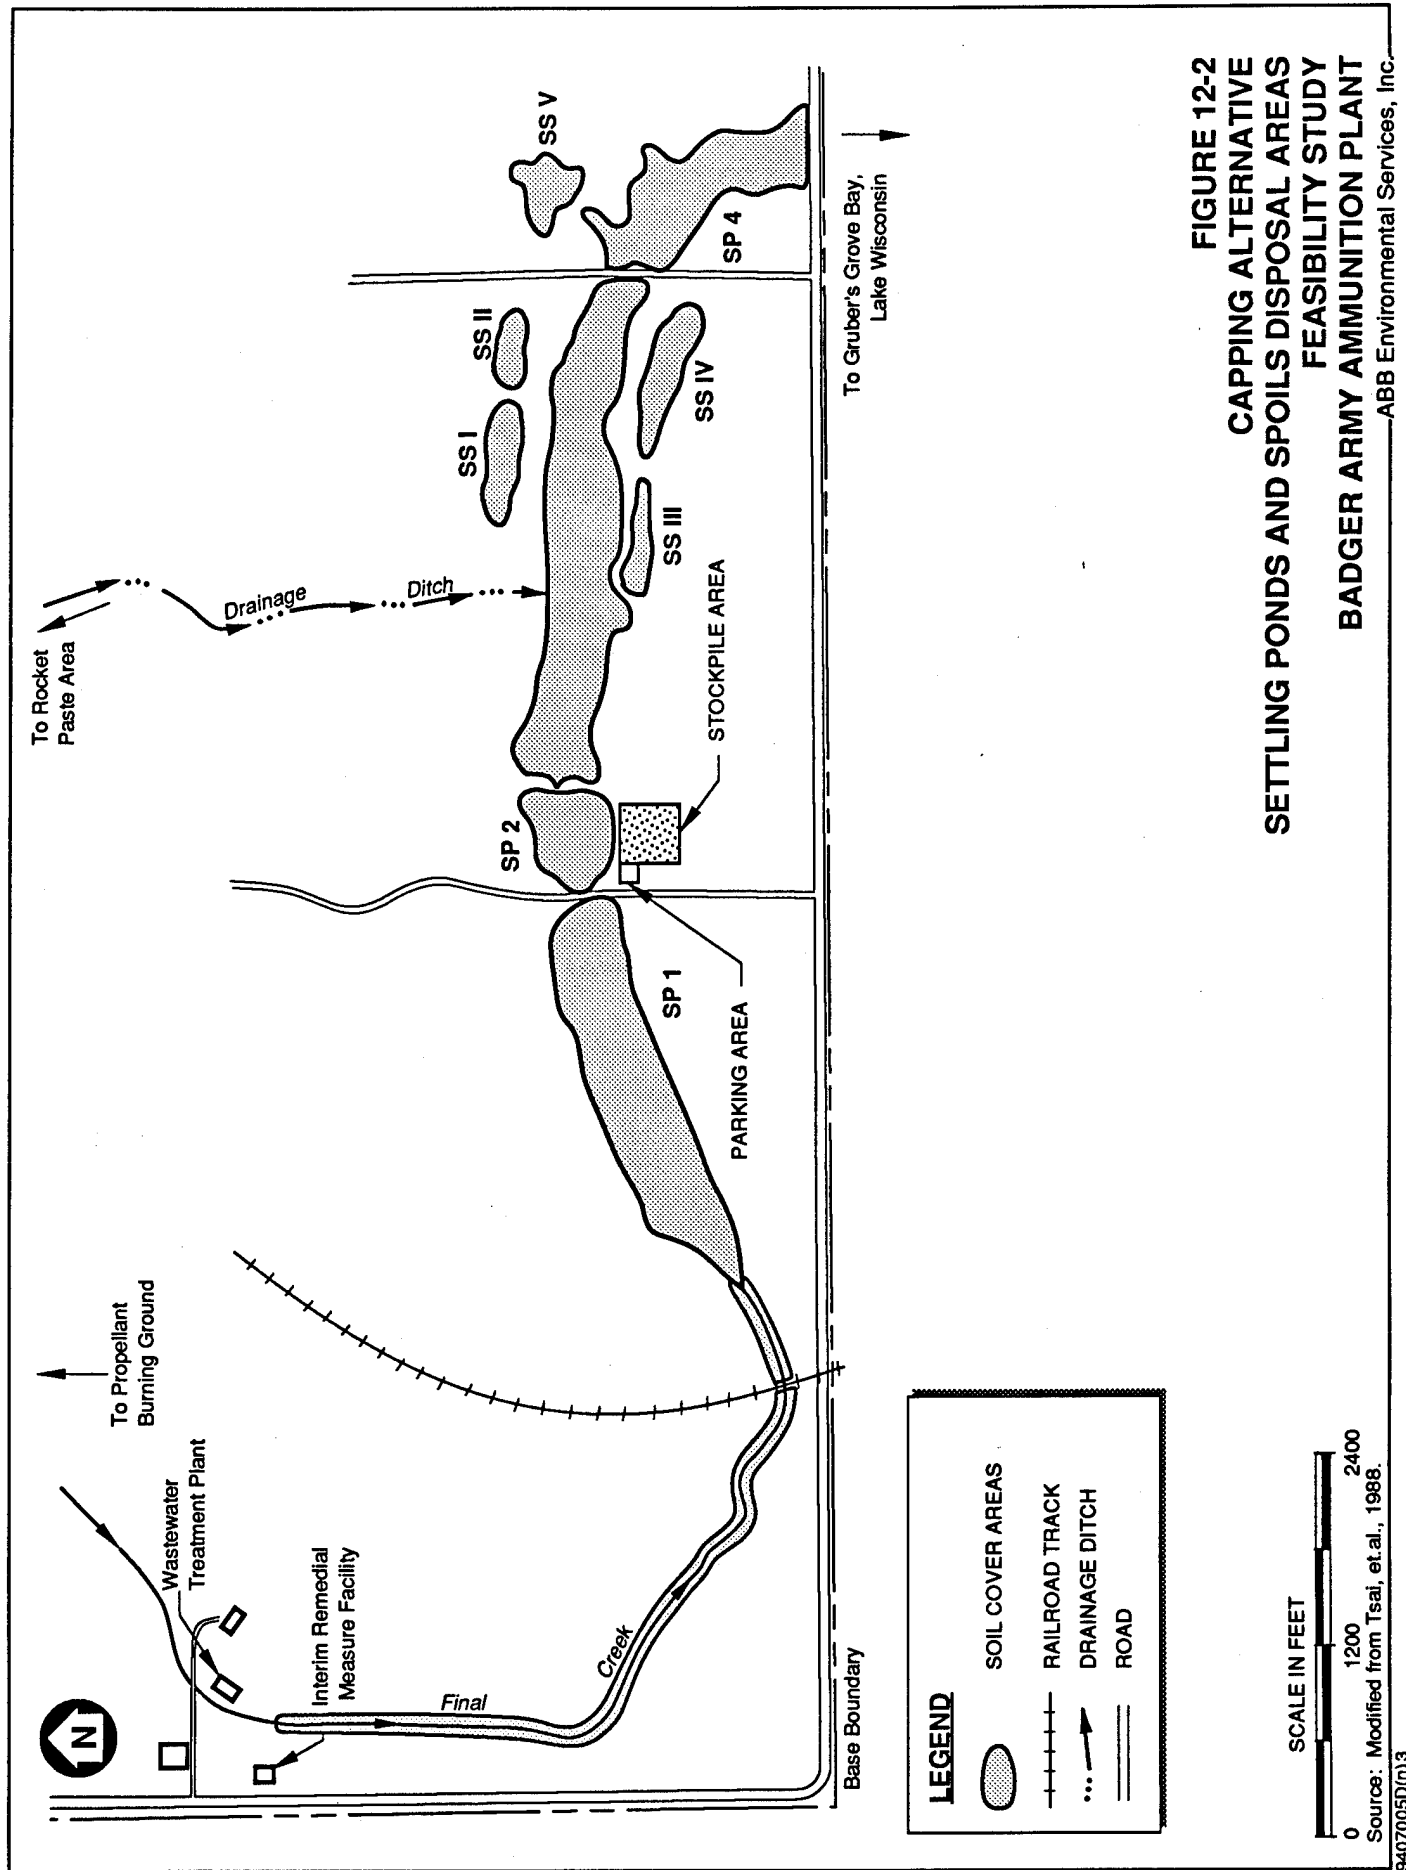 N
To Propellant
Burning Ground
To Rocket
Paste Area
Wastewater
Treatment Plant
Interim Remedial
Measure Facility
Final
Creek
Drainage
Ditch
SS I
SS II
SS V
SP 2
SP 1
SS III
SS IV
SP 4
STOCKPILE AREA
PARKING AREA
Base Boundary
To Gruber's Grove Bay,
Lake Wisconsin
LEGEND
SOIL COVER AREAS
RAILROAD TRACK
DRAINAGE DITCH
ROAD
SCALE IN FEET
0 1200 2400
Source: Modified from Tsai, et.al., 1988.
9407005D(n)3
FIGURE 12-2
CAPPING ALTERNATIVE
SETTLING PONDS AND SPOILS DISPOSAL AREAS
FEASIBILITY STUDY
BADGER ARMY AMMUNITION PLANT
ABB Environmental Services, Inc.